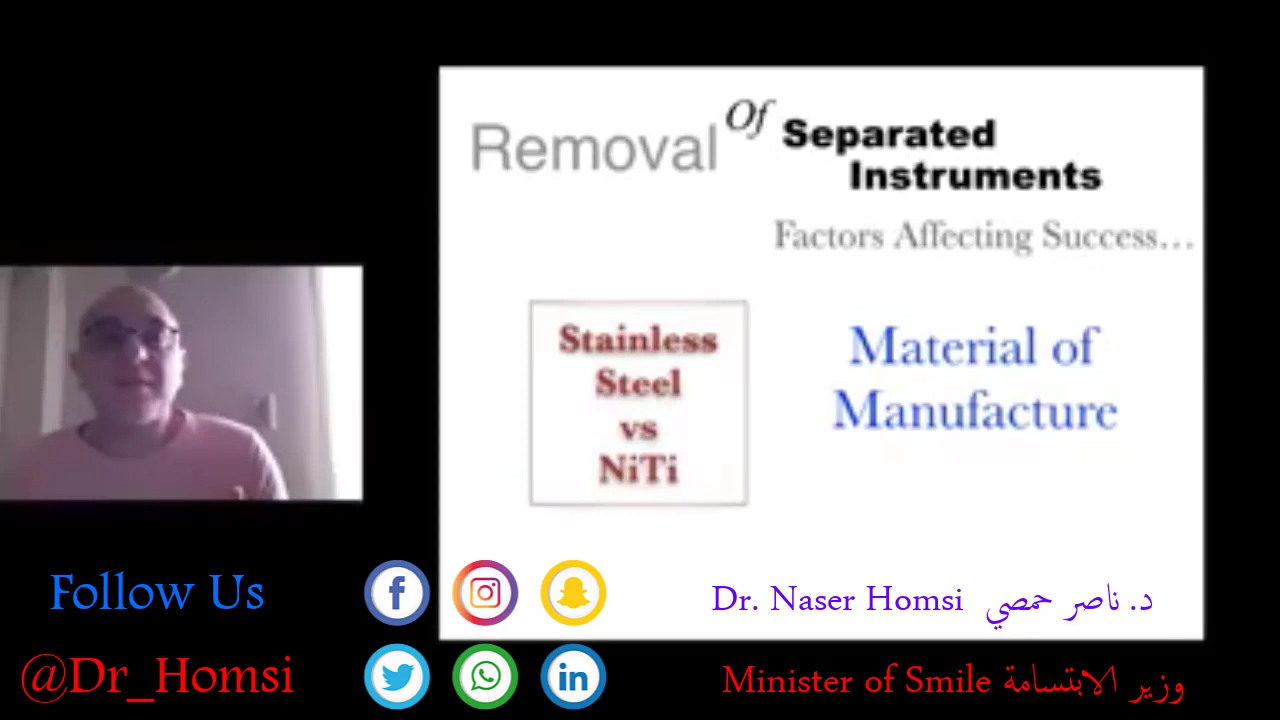 Removal Of Separated
Instruments
Factors Affecting Success...
Stainless
Steel
vs
NiTi
Material of
Manufacture
Follow Us
Dr. Naser Homsi د. ناصر حمصي
@Dr_Homsi
Minister of Smile وزير الابتسامة